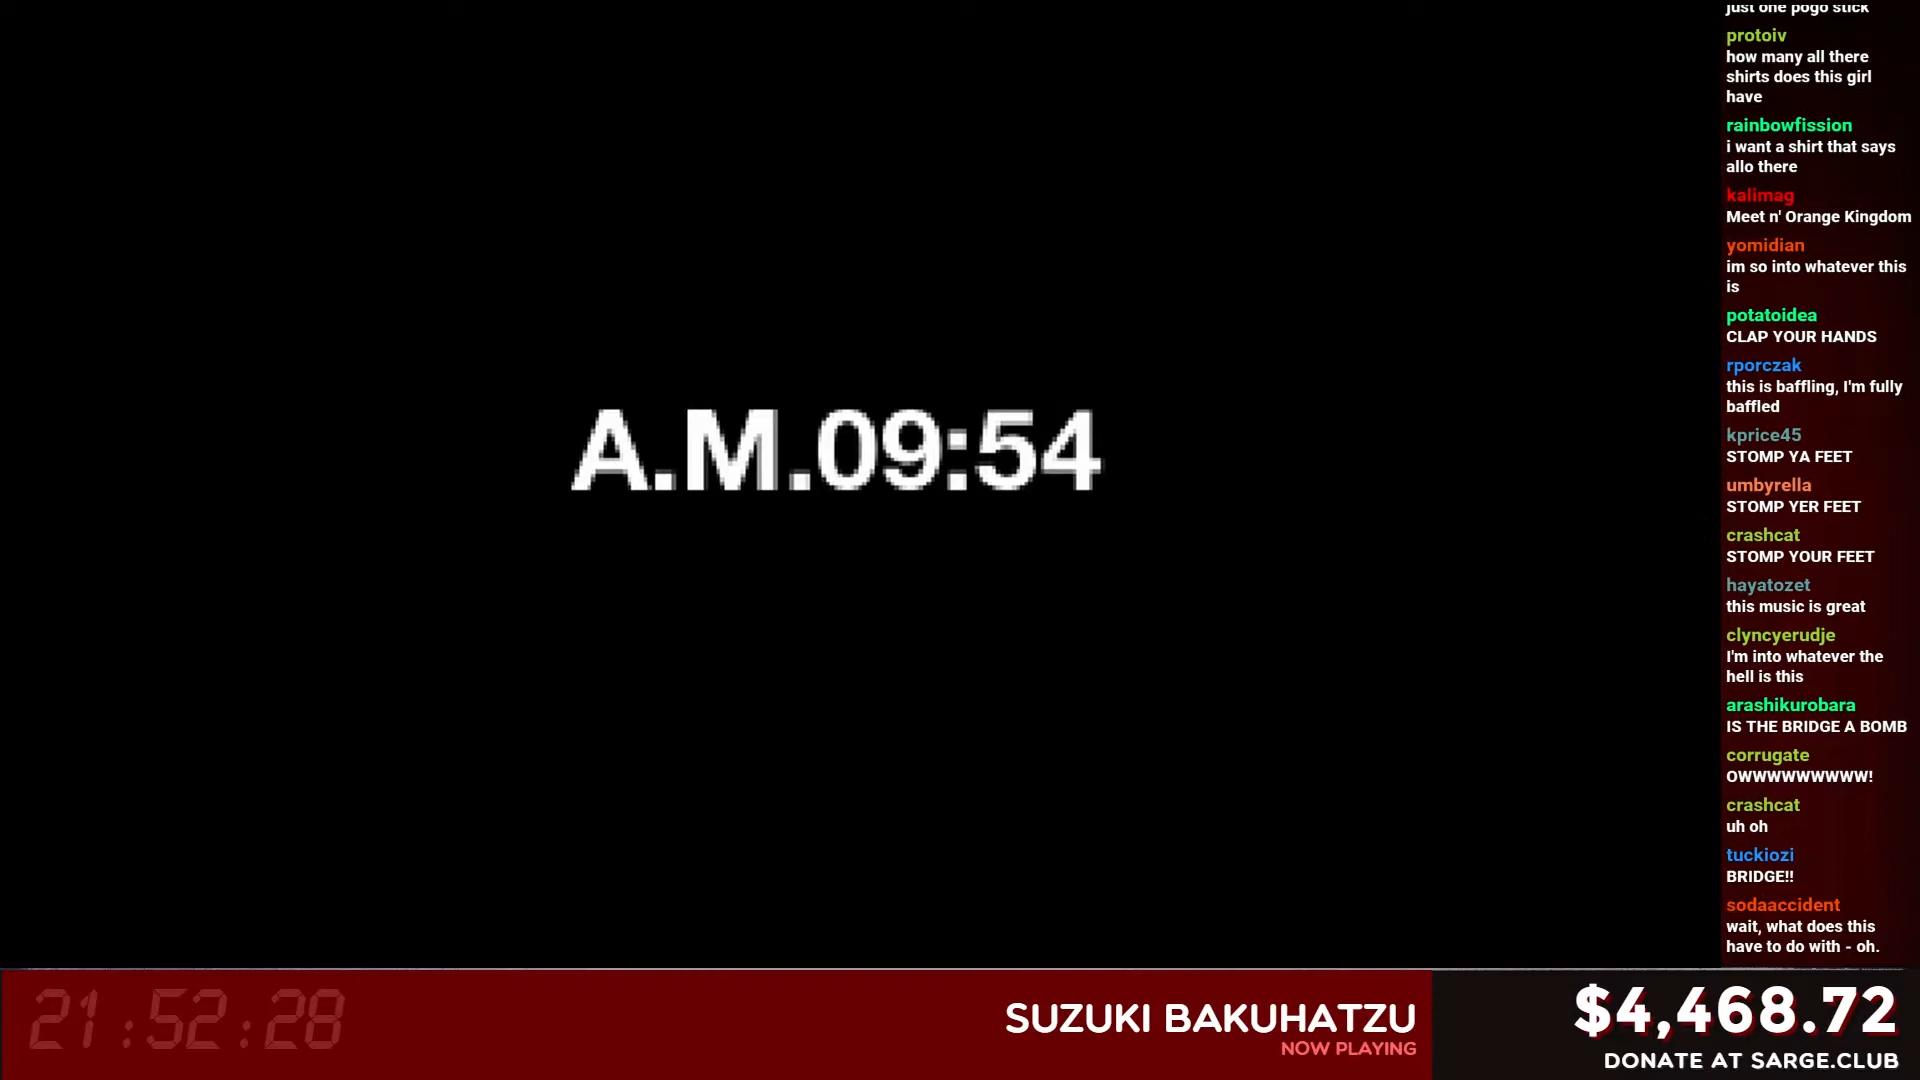 A.M.09:54
just one pogo stick
protoiv
how many all there
shirts does this girl
have
rainbowfission
i want a shirt that says
allo there
kalimag
Meet n' Orange Kingdom
yomidian
im so into whatever this
is
potatoidea
CLAP YOUR HANDS
rporczak
this is baffling, I'm fully
baffled
kprice45
STOMP YA FEET
umbyrella
STOMP YER FEET
crashcat
STOMP YOUR FEET
hayatozet
this music is great
clyncyerudje
I'm into whatever the
hell is this
arashikurobara
IS THE BRIDGE A BOMB
corrugate
OWWWWWWWWW!
crashcat
uh oh
tuckiozi
BRIDGE!!
sodaaccident
wait, what does this
have to do with - oh.
21:52:28
SUZUKI BAKUHATZU
NOW PLAYING
$4,468.72
DONATE AT SARGE.CLUB